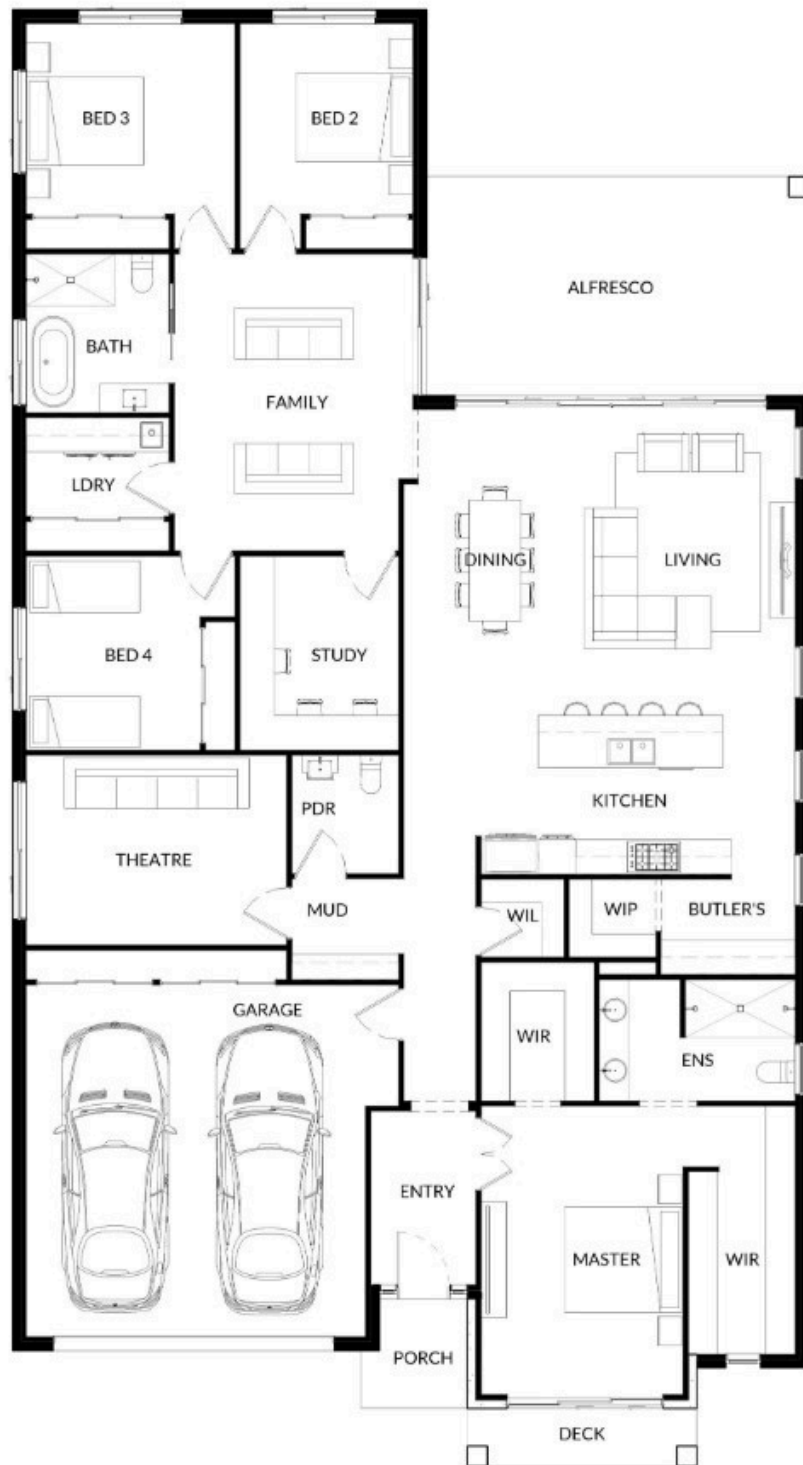 BED 3
BED 2
ALFRESCO
BATH
FAMILY
LDRY
DINING
LIVING
BED 4
STUDY
KITCHEN
PDR
THEATRE
MUD
WIL
WIP
BUTLER'S
GARAGE
WIR
ENS
ENTRY
MASTER
WIR
PORCH
DECK